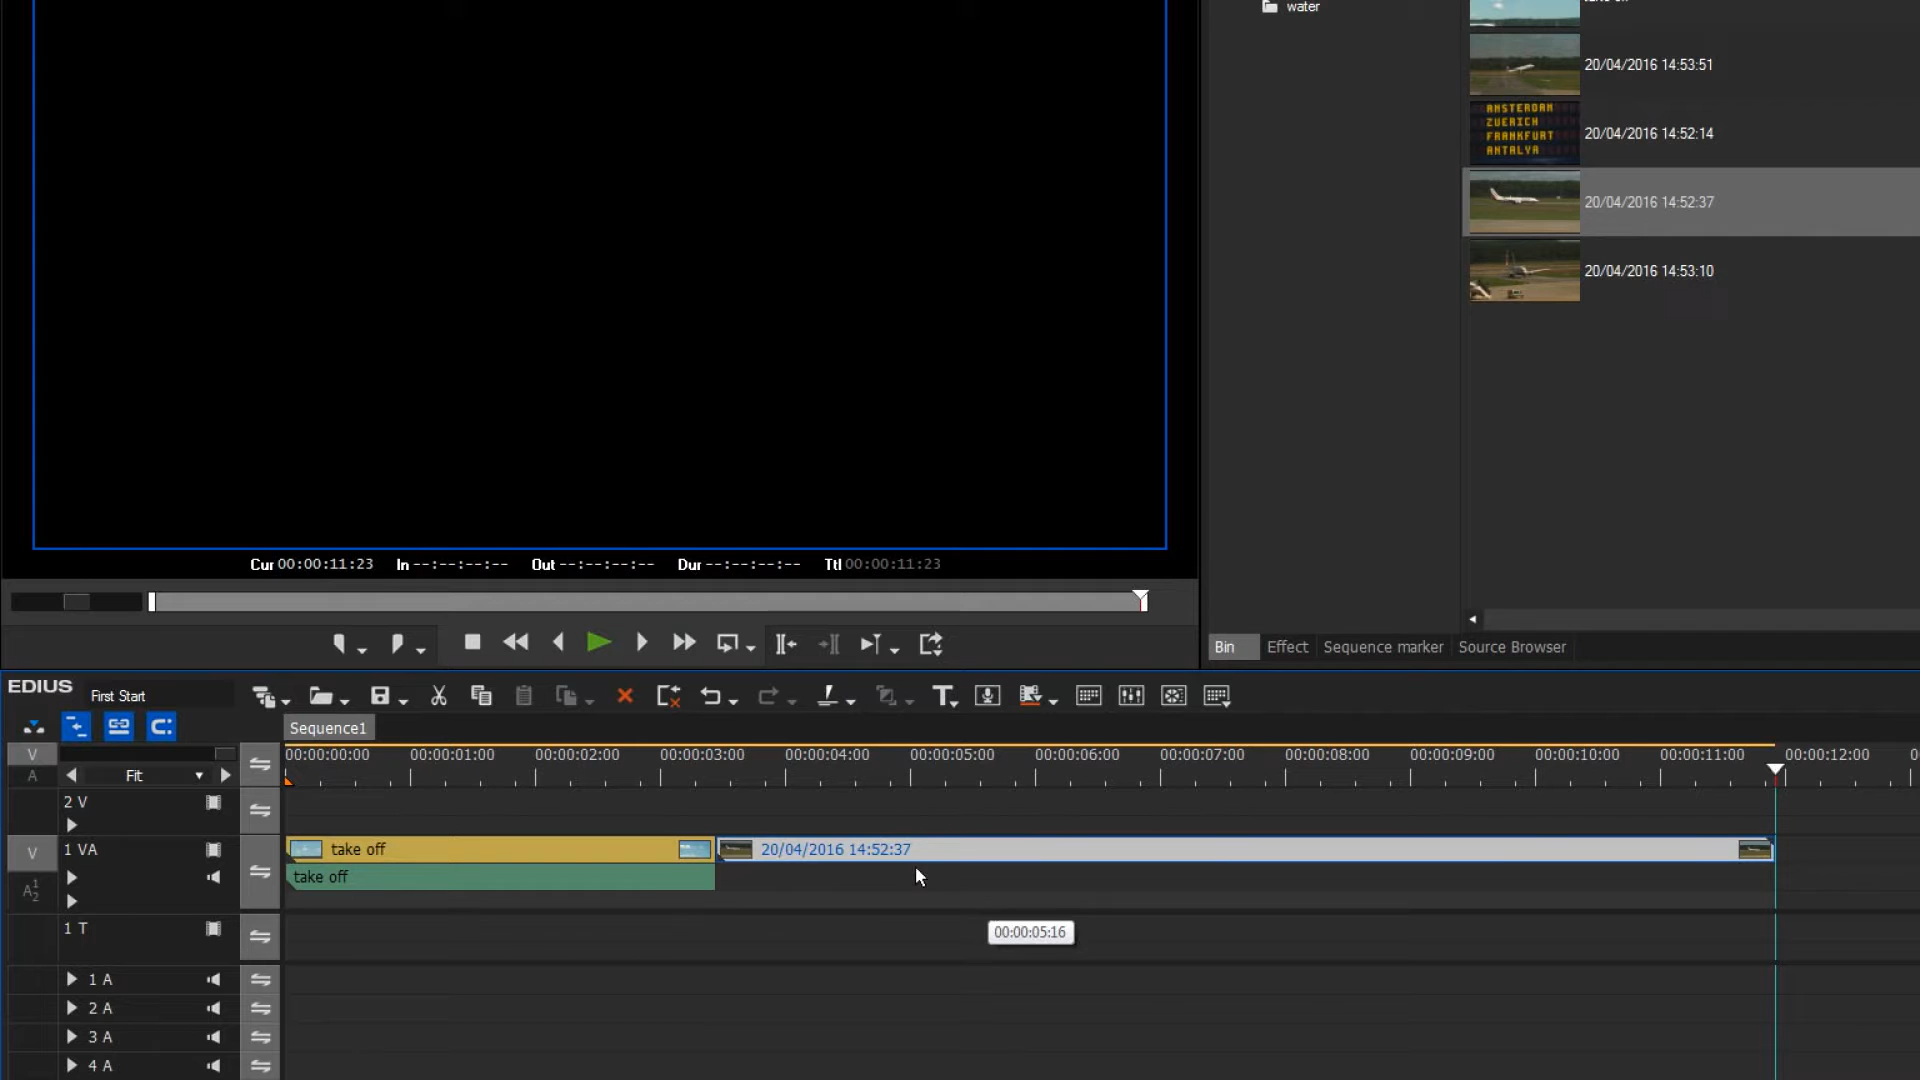 water
20/04/2016 14:53:51
AMSTERDAM
ZUERICH
FRANKFURT
ANTALYA
20/04/2016 14:52:14
20/04/2016 14:52:37
20/04/2016 14:53:10
Cur 00:00:11:23 In --:--:--:-- Out --:--:--:-- Dur --:--:--:-- Ttl 00:00:11:23
Bin Effect Sequence marker Source Browser
EDIUS First Start
Sequence1
V 00:00:00:00 00:00:01:00 00:00:02:00 00:00:03:00 00:00:04:00 00:00:05:00 00:00:06:00 00:00:07:00 00:00:08:00 00:00:09:00 00:00:10:00 00:00:11:00 00:00:12:00
A Fit
2 V
V 1 VA take off 20/04/2016 14:52:37
take off
A 1 2
1 T
00:00:05:16
1 A
2 A
3 A
4 A